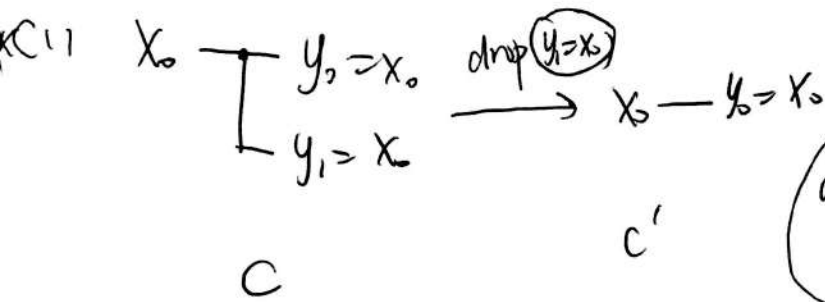 X₀ — y₀ = x₀ drop (y₁=x₀)
y₁ = x₀ X₀ — y₀ = x₀
C C'